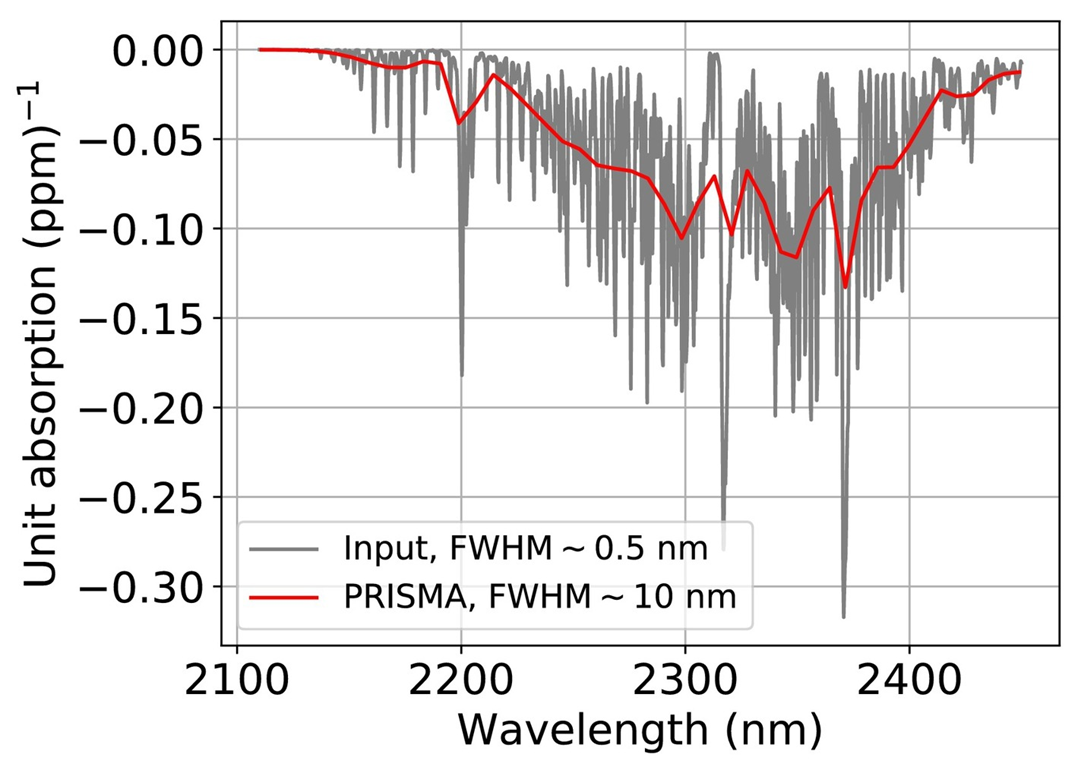 0.00
−0.05
−0.10
−0.15
−0.20
−0.25
−0.30
Unit absorption (ppm)⁻¹
Input, FWHM ~ 0.5 nm
PRISMA, FWHM ~ 10 nm
2100 2200 2300 2400
Wavelength (nm)